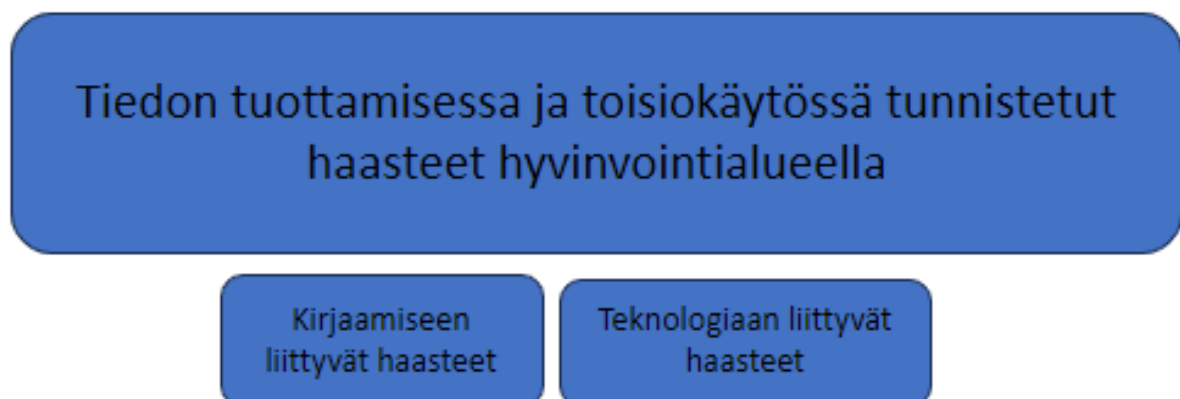 Tiedon tuottamisessa ja toisiokäytössä tunnistetut
haasteet hyvinvointialueella
Kirjaamiseen
liittyvät haasteet
Teknologiaan liittyvät
haasteet